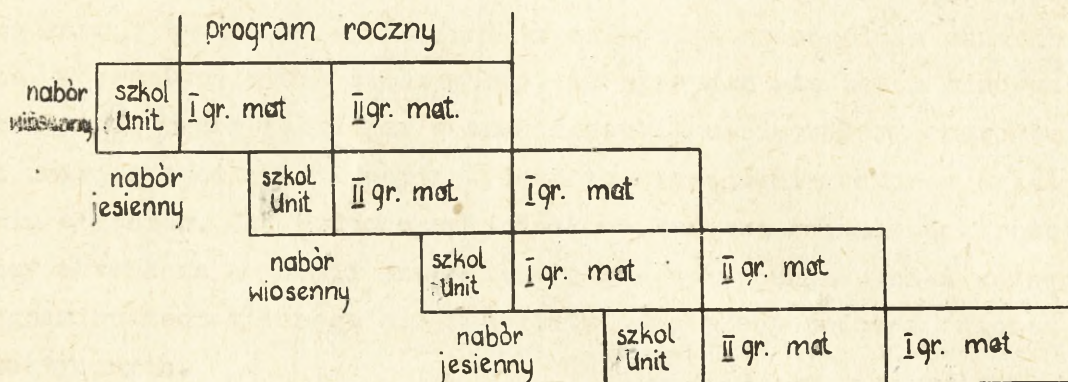 program roczny
nabór szkol I gr. mat II gr. mat.
wiosenny Unit.
nabór szkol II gr. mat. I gr. mat
jesienny Unit
nabór szkol I gr. mat II gr. mat
wiosenny Unit
nabór szkol II gr. mat I gr. mat
jesienny Unit